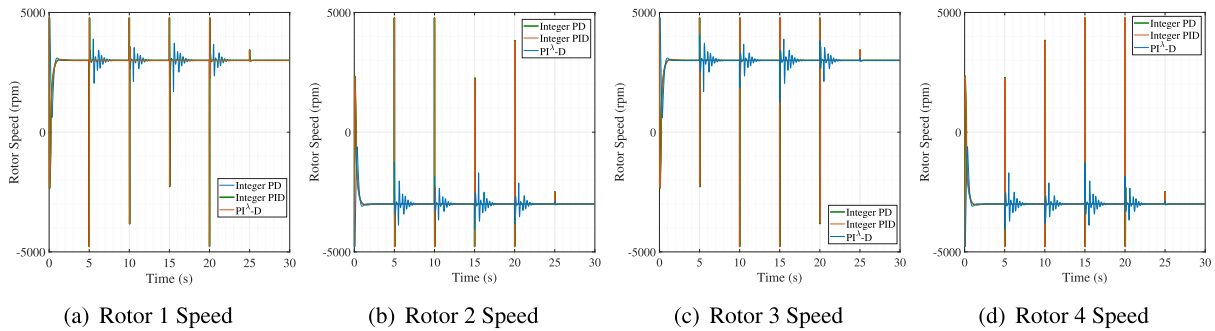 5000
0
-5000
Rotor Speed (rpm)
0 5 10 15 20 25 30
Time (s)
Integer PD
Integer PID
PI^λ-D
(a) Rotor 1 Speed
5000
0
-5000
Rotor Speed (rpm)
0 5 10 15 20 25 30
Time (s)
Integer PD
Integer PID
PI^λ-D
(b) Rotor 2 Speed
5000
0
-5000
Rotor Speed (rpm)
0 5 10 15 20 25 30
Time (s)
Integer PD
Integer PID
PI^λ-D
(c) Rotor 3 Speed
5000
0
-5000
Rotor Speed (rpm)
0 5 10 15 20 25 30
Time (s)
Integer PD
Integer PID
PI^λ-D
(d) Rotor 4 Speed